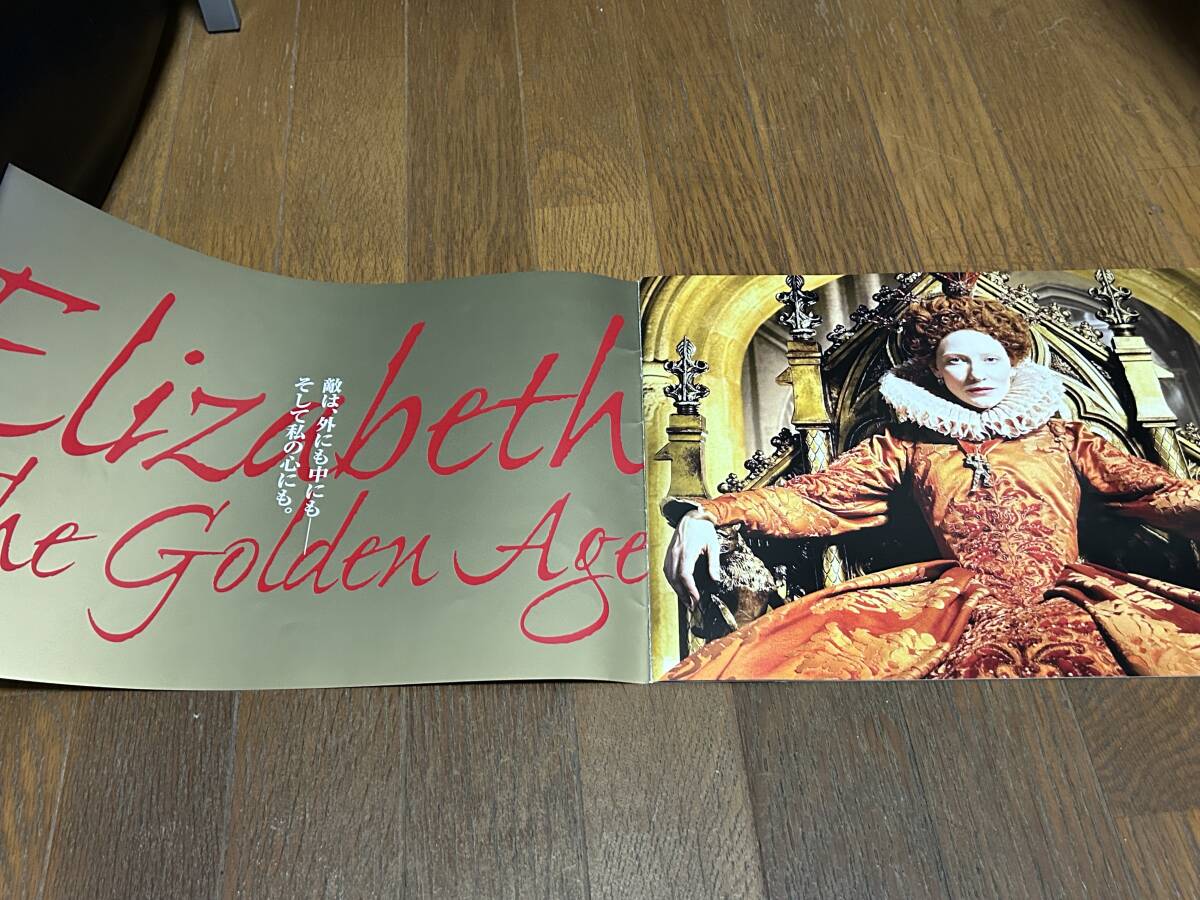 Elizabeth
the Golden Age
敵は、外にも中にも——
そして私の心にも。